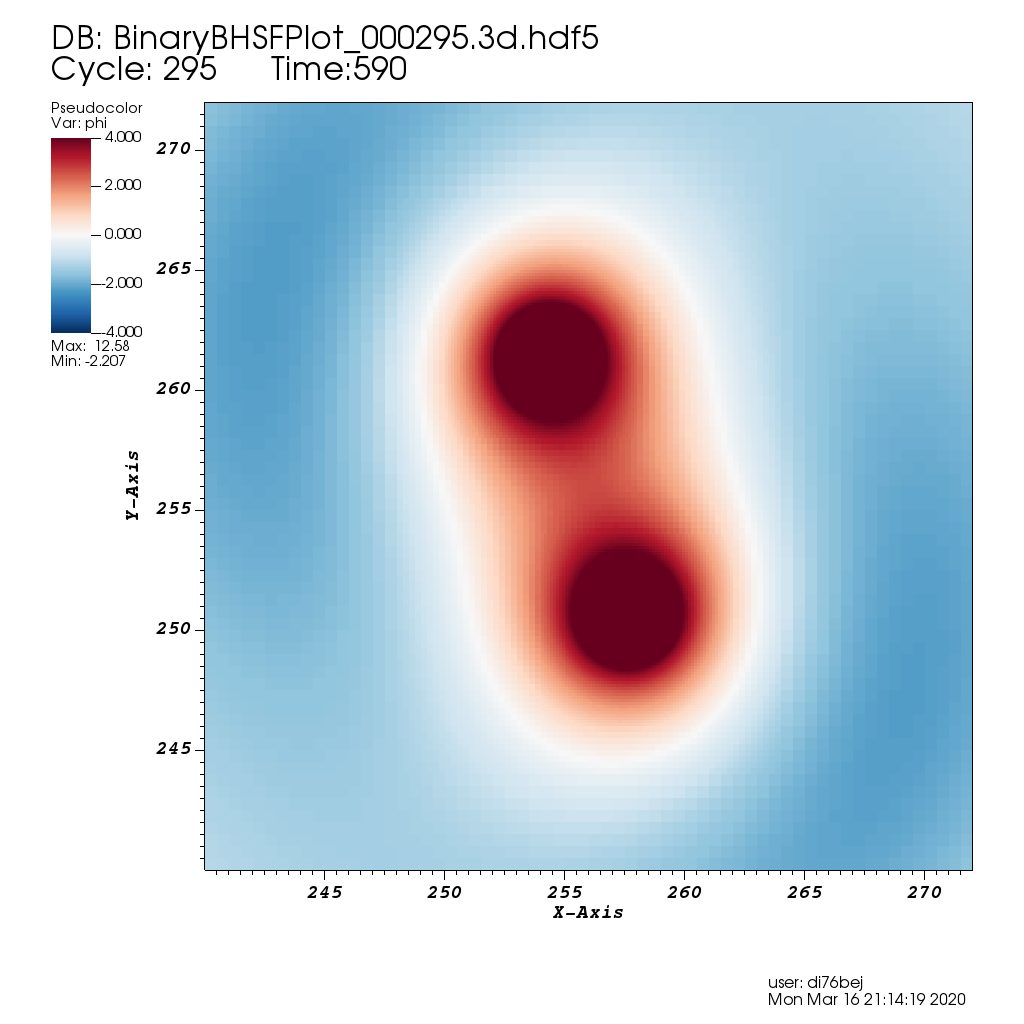 DB: BinaryBHSFPlot_000295.3d.hdf5
Cycle: 295 Time:590
Pseudocolor
Var: phi
4.000
2.000
0.000
-2.000
-4.000
Max: 12.58
Min: -2.207
270
265
260
255
250
245
Y-Axis
245 250 255 260 265 270
X-Axis
user: di76bej
Mon Mar 16 21:14:19 2020